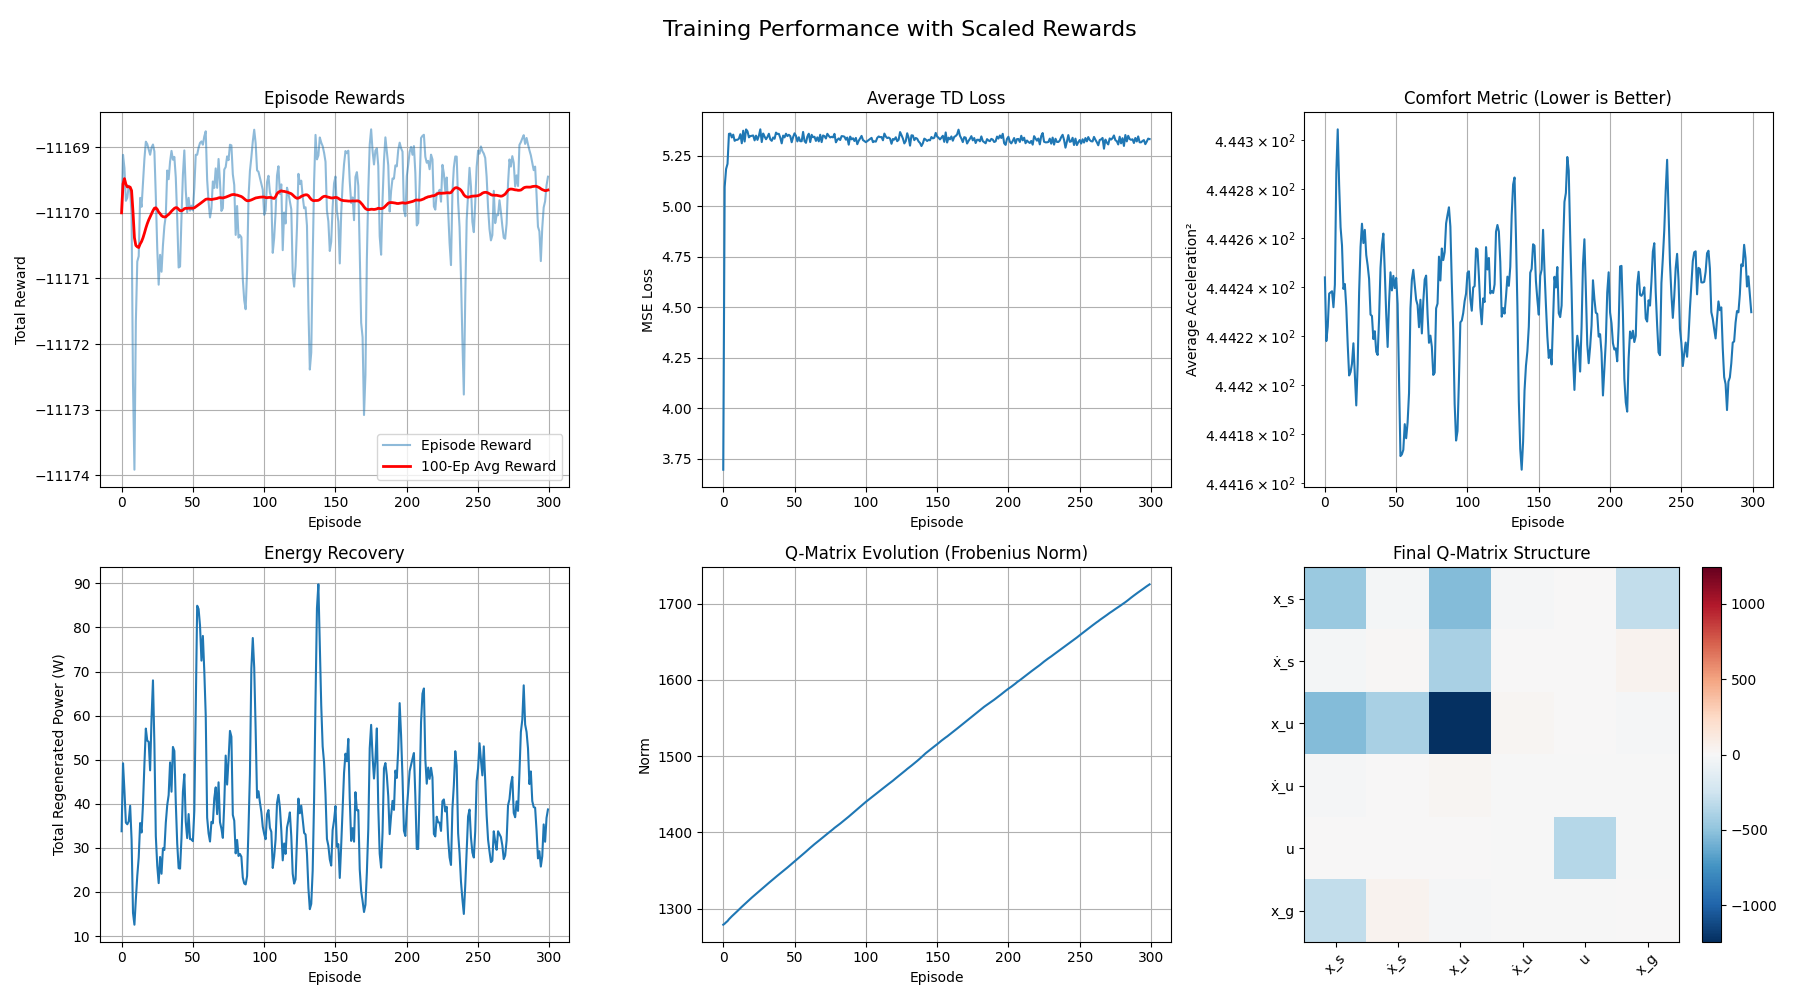 Training Performance with Scaled Rewards
Episode Rewards
Total Reward
−11169
−11170
−11171
−11172
−11173
−11174
Episode Reward
100-Ep Avg Reward
0 50 100 150 200 250 300
Episode
Average TD Loss
MSE Loss
5.25
5.00
4.75
4.50
4.25
4.00
3.75
0 50 100 150 200 250 300
Episode
Comfort Metric (Lower is Better)
Average Acceleration²
4.443 × 10²
4.4428 × 10²
4.4426 × 10²
4.4424 × 10²
4.4422 × 10²
4.442 × 10²
4.4418 × 10²
4.4416 × 10²
0 50 100 150 200 250 300
Episode
Energy Recovery
Total Regenerated Power (W)
90
80
70
60
50
40
30
20
10
0 50 100 150 200 250 300
Episode
Q-Matrix Evolution (Frobenius Norm)
Norm
1700
1600
1500
1400
1300
0 50 100 150 200 250 300
Episode
Final Q-Matrix Structure
x_s
ẋ_s
x_u
ẋ_u
u
x_g
x_s ẋ_s x_u ẋ_u u x_g
1000
500
0
−500
−1000